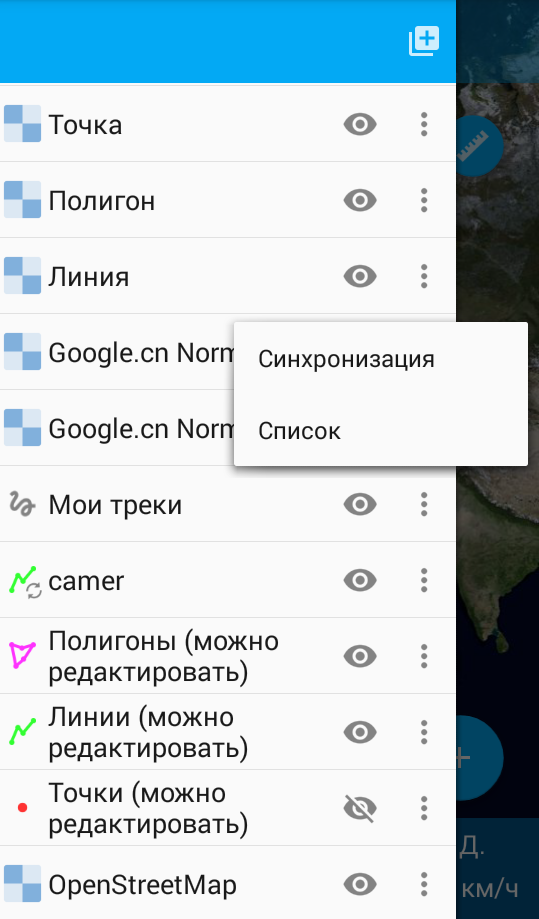 Точка
Полигон
Линия
Google.cn Norm
Синхронизация
Google.cn Norm
Список
Мои треки
camer
Полигоны (можно
редактировать)
Линии (можно
редактировать)
Точки (можно
редактировать)
Д.
OpenStreetMap
км/ч